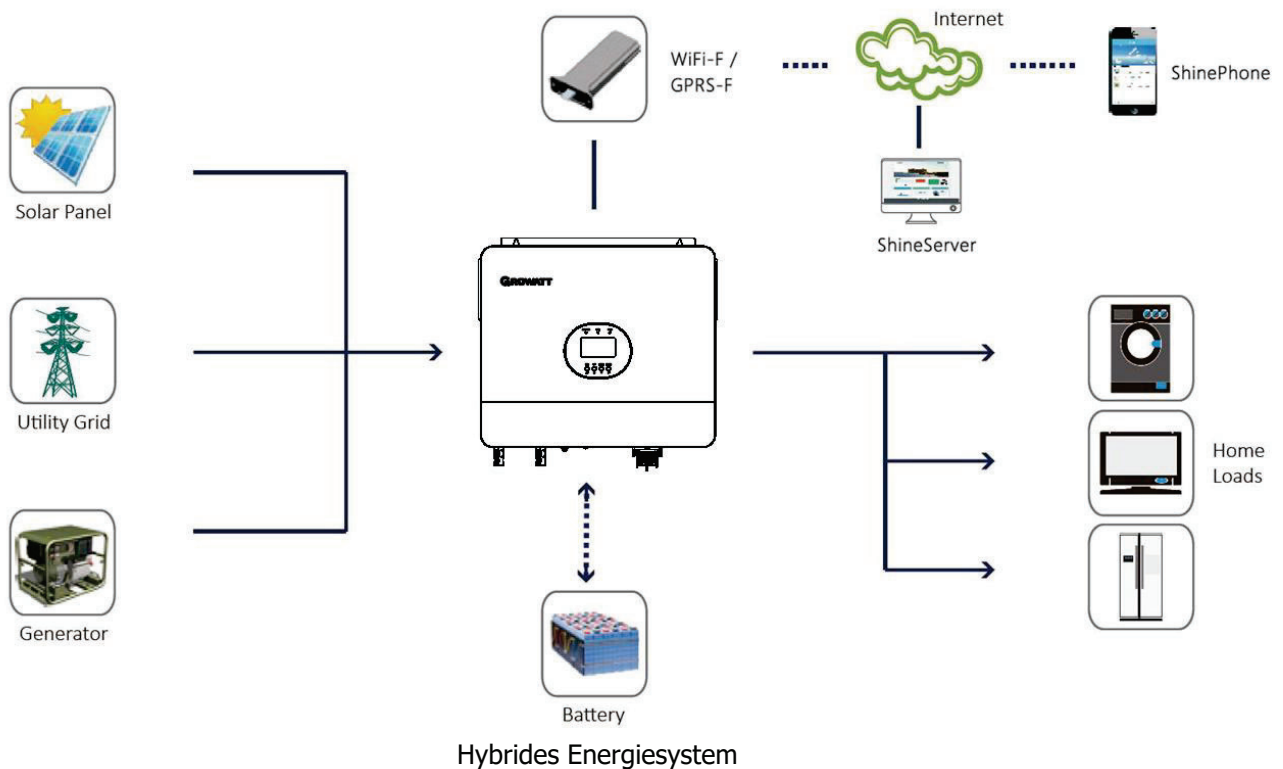 Internet
WiFi-F /
GPRS-F
ShinePhone
Solar Panel
ShineServer
GROWATT
Utility Grid
Home
Loads
Generator
Battery
Hybrides Energiesystem